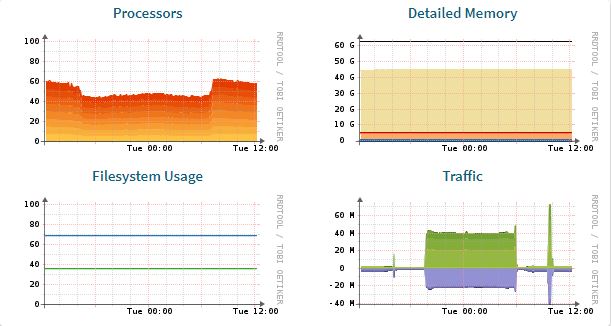 Processors
100
80
60
40
20
0
Tue 00:00 Tue 12:00
RRDTOOL / TOBI OETIKER
Detailed Memory
60 G
50 G
40 G
30 G
20 G
10 G
0
Tue 00:00 Tue 12:00
RRDTOOL / TOBI OETIKER
Filesystem Usage
100
80
60
40
20
0
Tue 00:00 Tue 12:00
RRDTOOL / TOBI OETIKER
Traffic
60 M
40 M
20 M
0
-20 M
-40 M
Tue 00:00 Tue 12:00
RRDTOOL / TOBI OETIKER